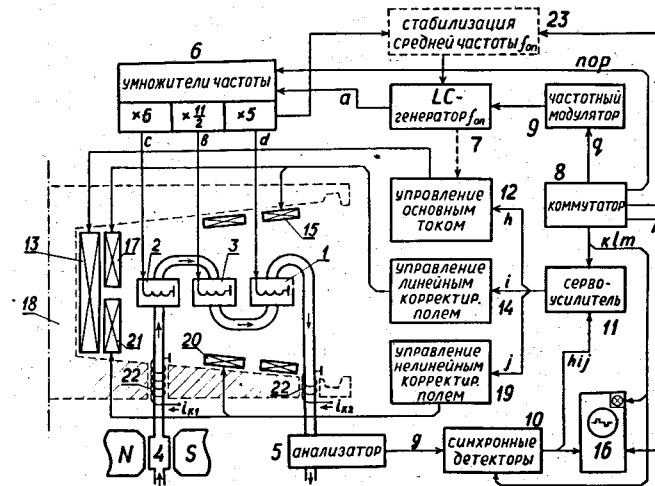 стабилизация
средней частоты fоп
23
6
умножители частоты
×6
×11/2
×5
пор
a
LC-
генератор fоп
7
9
частотный
модулятор
q
c
b
d
8
коммутатор
управление
основным
током
12
h
13
17
15
18
2
3
1
управление
линейным
корректир.
полем
i
14
klm
серво-
усилитель
11
21
20
22
22
управление
нелинейным
корректир.
полем
j
19
hij
iк1
iк2
N
4
S
5
анализатор
g
10
синхронные
детекторы
16